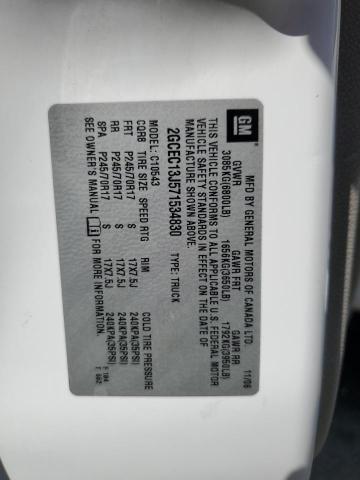 GM
MFD BY GENERAL MOTORS OF CANADA LTD
11/06
GVWR GAWR FRT GAWR RR
3085KG(6800LB) 1656KG(3650LB) 1792KG(3950LB)
THIS VEHICLE CONFORMS TO ALL APPLICABLE U.S. FEDERAL MOTOR
VEHICLE SAFETY STANDARDS IN EFFECT ON THE DATE OF
MANUFACTURE SHOWN ABOVE.
2GCEC13J571534830 TYPE: TRUCK
MODEL: C10543
CQR8 TIRE SIZE SPEED RTG RIM COLD TIRE PRESSURE
FRT P245/70R17 S 17X7.5J 240KPA(35PSI)
RR P245/70R17 S 17X7.5J 240KPA(35PSI)
SPA P245/70R17 S 17X7.5J 240KPA(35PSI)
SEE OWNER'S MANUAL FOR MORE INFORMATION